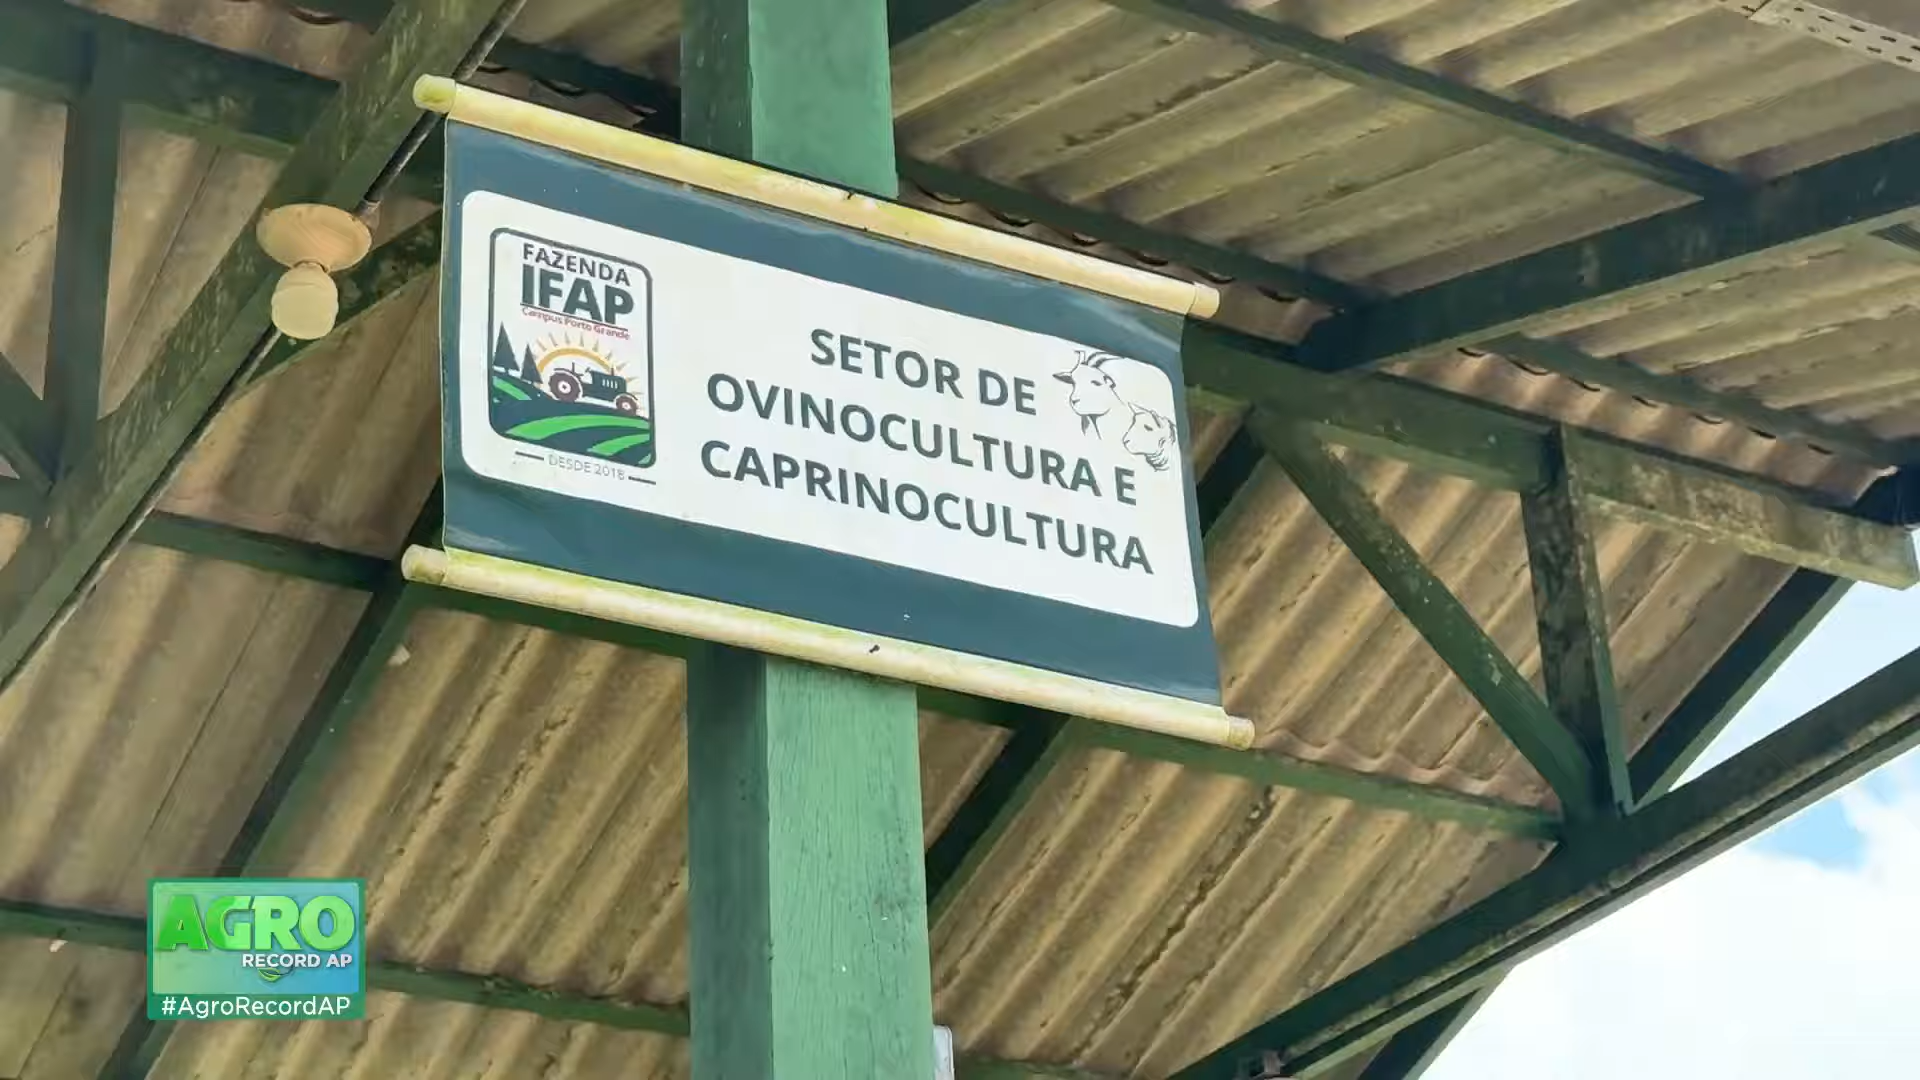 FAZENDA
IFAP
Campus Porto Grande
DESDE 2018
SETOR DE
OVINOCULTURA E
CAPRINOCULTURA
AGRO
RECORD AP
#AgroRecordAP